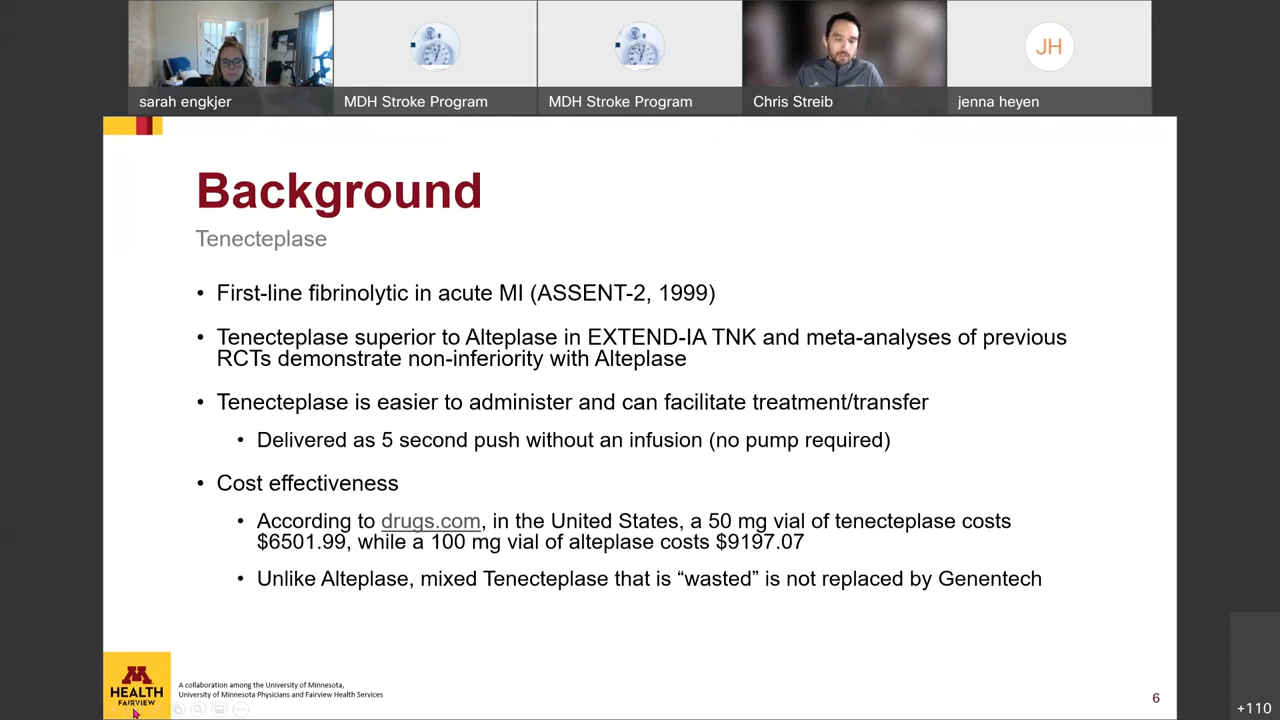 sarah engkjer
MDH Stroke Program
MDH Stroke Program
Chris Streib
JH
jenna heyen
Background
Tenecteplase
• First-line fibrinolytic in acute MI (ASSENT-2, 1999)
• Tenecteplase superior to Alteplase in EXTEND-IA TNK and meta-analyses of previous
RCTs demonstrate non-inferiority with Alteplase
• Tenecteplase is easier to administer and can facilitate treatment/transfer
• Delivered as 5 second push without an infusion (no pump required)
• Cost effectiveness
• According to drugs.com, in the United States, a 50 mg vial of tenecteplase costs
$6501.99, while a 100 mg vial of alteplase costs $9197.07
• Unlike Alteplase, mixed Tenecteplase that is “wasted” is not replaced by Genentech
M
HEALTH
FAIRVIEW
A collaboration among the University of Minnesota,
University of Minnesota Physicians and Fairview Health Services
6
+110